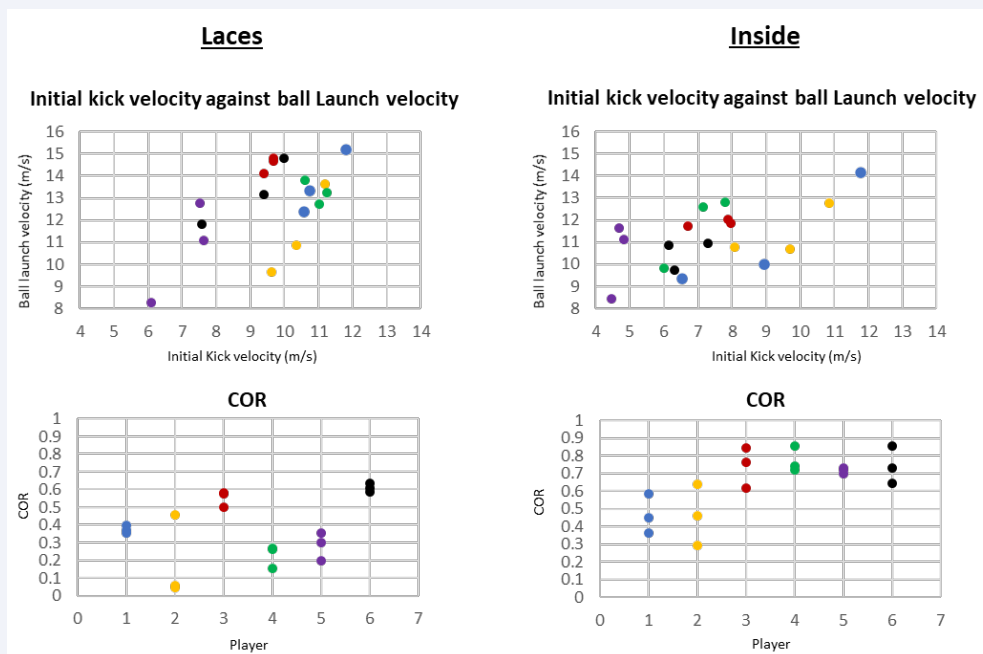 Laces
Initial kick velocity against ball Launch velocity
Ball launch velocity (m/s)
16
15
14
13
12
11
10
9
8
4 5 6 7 8 9 10 11 12 13 14
Initial Kick velocity (m/s)
COR
COR
1
0.9
0.8
0.7
0.6
0.5
0.4
0.3
0.2
0.1
0
0 1 2 3 4 5 6 7
Player
Inside
Initial kick velocity against ball Launch velocity
Ball launch velocity (m/s)
16
15
14
13
12
11
10
9
8
4 5 6 7 8 9 10 11 12 13 14
Initial Kick velocity (m/s)
COR
COR
1
0.9
0.8
0.7
0.6
0.5
0.4
0.3
0.2
0.1
0
0 1 2 3 4 5 6 7
Player